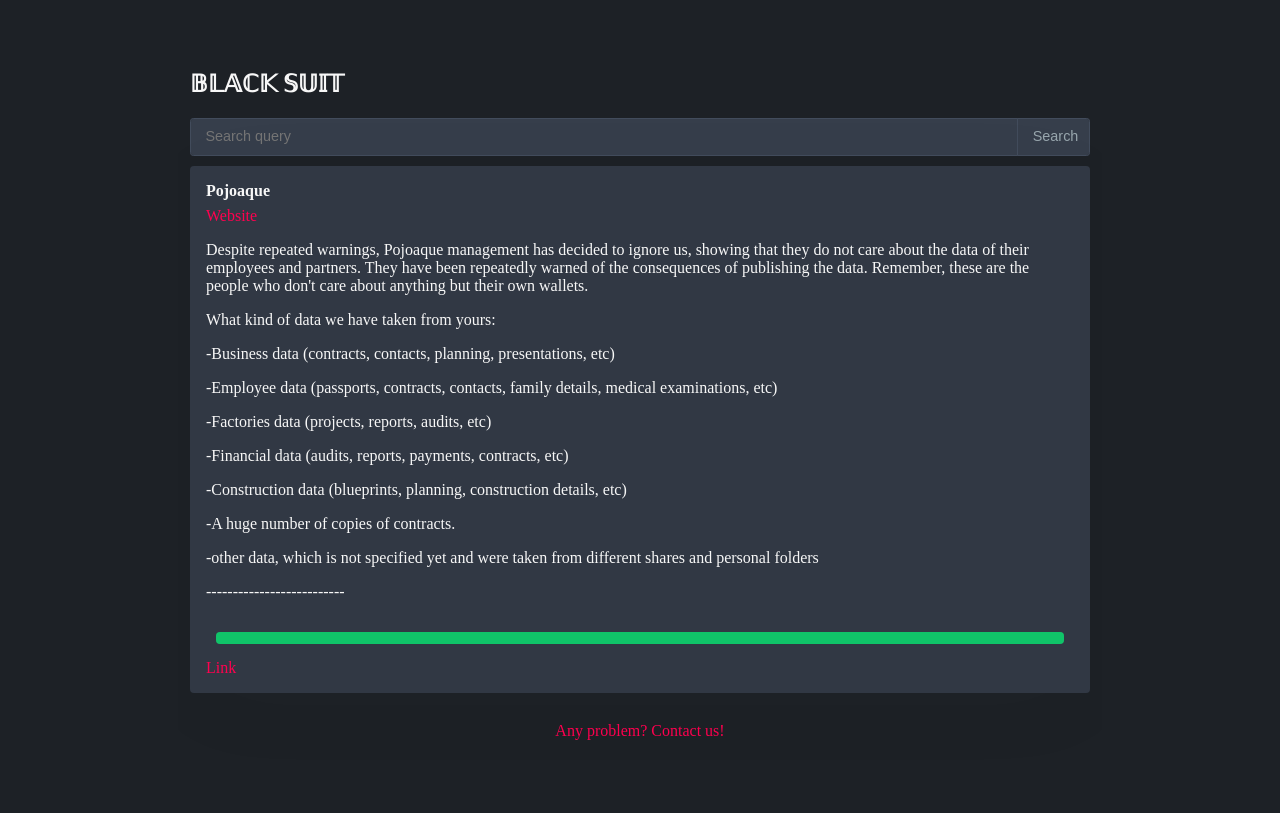 𝔹𝕃𝔸ℂ𝕂 𝕊𝕌𝕀𝕋
Search query
Search
Pojoaque
Website
Despite repeated warnings, Pojoaque management has decided to ignore us, showing that they do not care about the data of their
employees and partners. They have been repeatedly warned of the consequences of publishing the data. Remember, these are the
people who don't care about anything but their own wallets.
What kind of data we have taken from yours:
-Business data (contracts, contacts, planning, presentations, etc)
-Employee data (passports, contracts, contacts, family details, medical examinations, etc)
-Factories data (projects, reports, audits, etc)
-Financial data (audits, reports, payments, contracts, etc)
-Construction data (blueprints, planning, construction details, etc)
-A huge number of copies of contracts.
-other data, which is not specified yet and were taken from different shares and personal folders
--------------------------
Link
Any problem? Contact us!